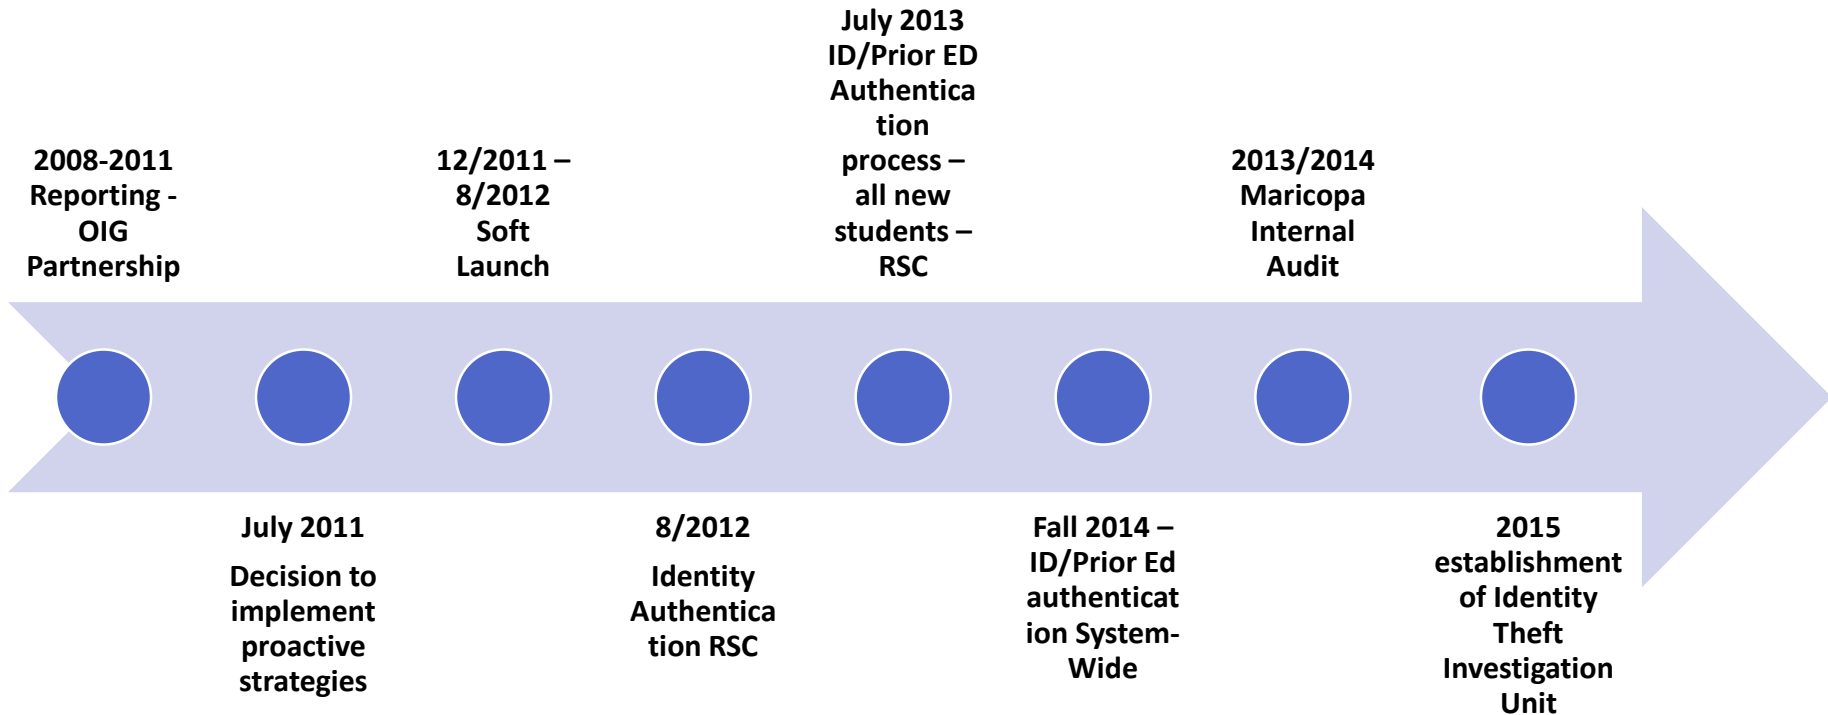 2008-2011
Reporting -
OIG
Partnership
July 2011
Decision to
implement
proactive
strategies
12/2011 –
8/2012
Soft
Launch
8/2012
Identity
Authentica
tion RSC
July 2013
ID/Prior ED
Authentica
tion
process –
all new
students –
RSC
Fall 2014 –
ID/Prior Ed
authenticat
ion System-
Wide
2013/2014
Maricopa
Internal
Audit
2015
establishment
of Identity
Theft
Investigation
Unit